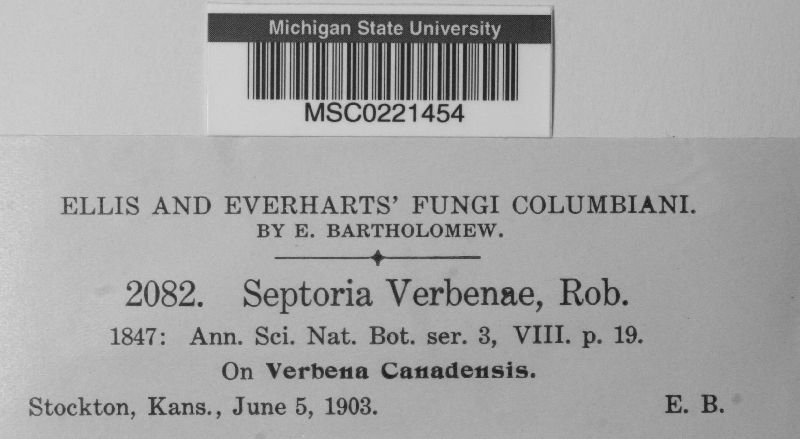 Michigan State University
MSC0221454
ELLIS AND EVERHARTS' FUNGI COLUMBIANI.
BY E. BARTHOLOMEW.
2082. Septoria Verbenae, Rob.
1847: Ann. Sci. Nat. Bot. ser. 3, VIII. p. 19.
On Verbena Canadensis.
Stockton, Kans., June 5, 1903. E. B.